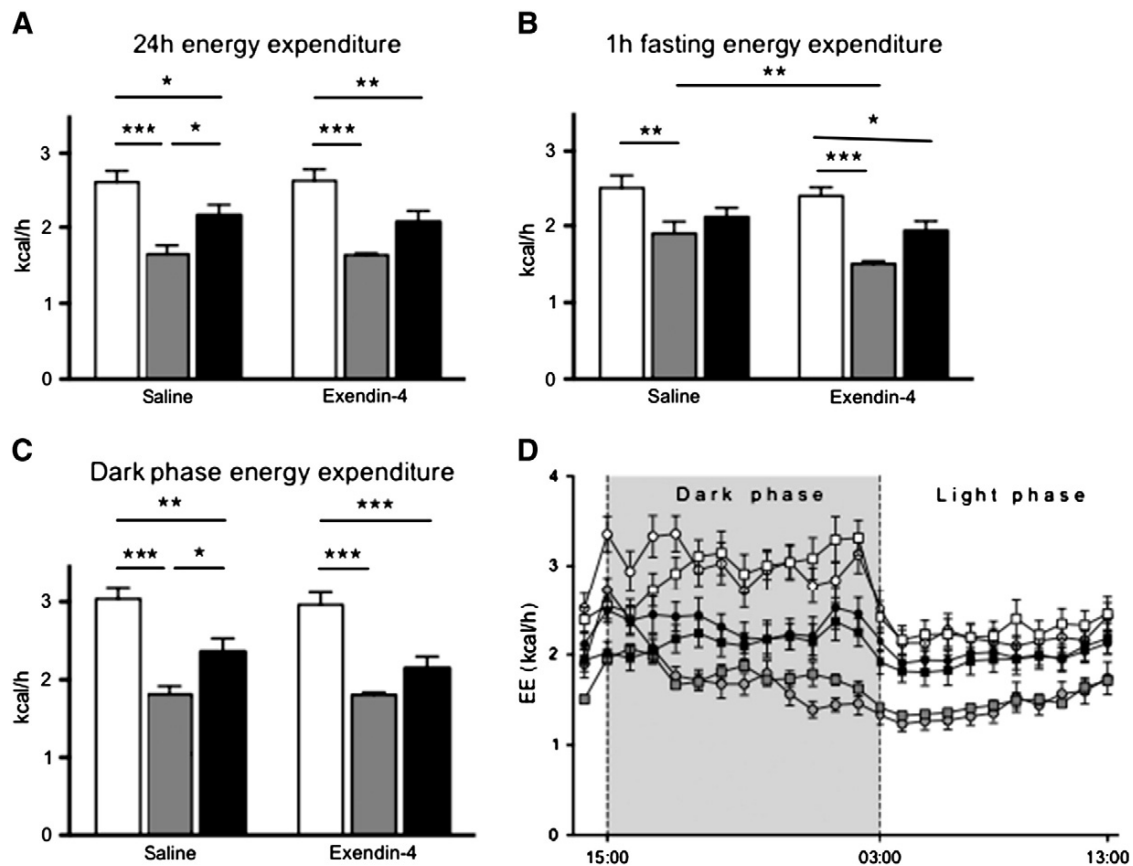 A
24h energy expenditure
*
**
***
*
***
3
2
1
0
kcal/h
Saline
Exendin-4
B
1h fasting energy expenditure
**
**
*
***
3
2
1
0
kcal/h
Saline
Exendin-4
C
Dark phase energy expenditure
**
***
***
*
***
3
2
1
0
kcal/h
Saline
Exendin-4
D
Dark phase
Light phase
4
3
2
1
0
EE (kcal/h)
15:00
03:00
13:00